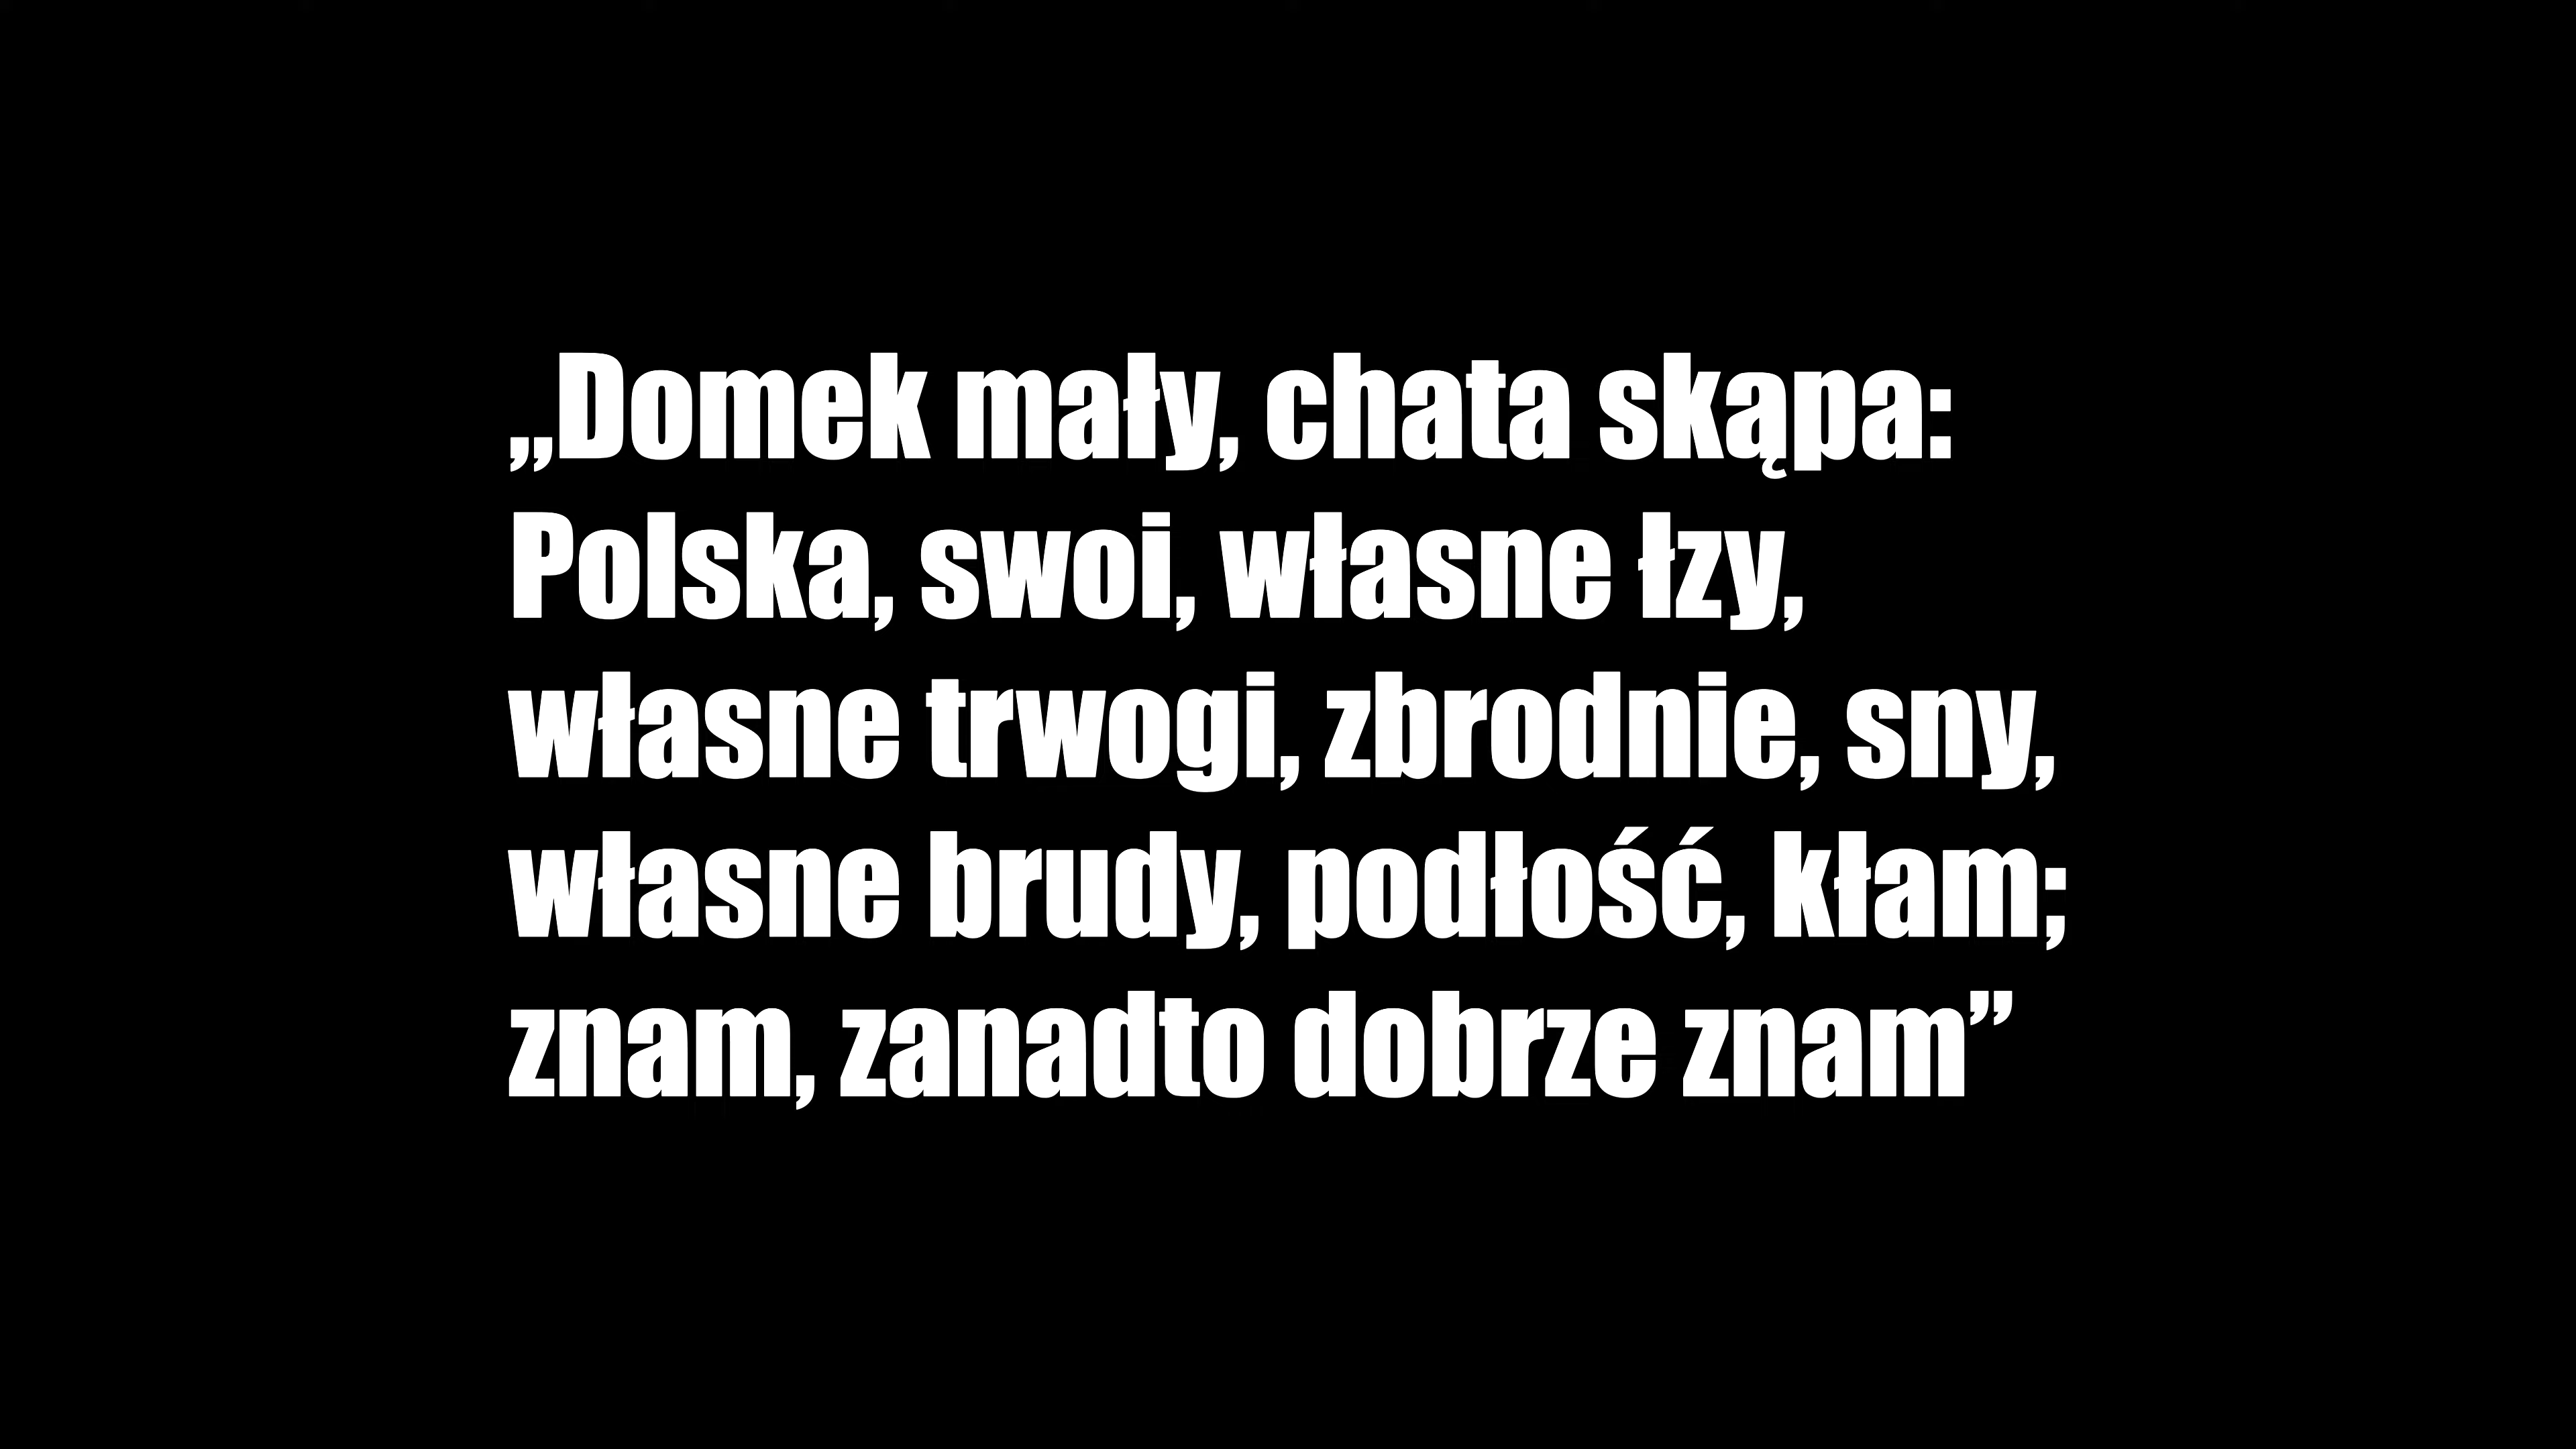 „Domek mały, chata skąpa:
Polska, swoi, własne łzy,
własne trwogi, zbrodnie, sny,
własne brudy, podłość, kłam;
znam, zanadto dobrze znam”